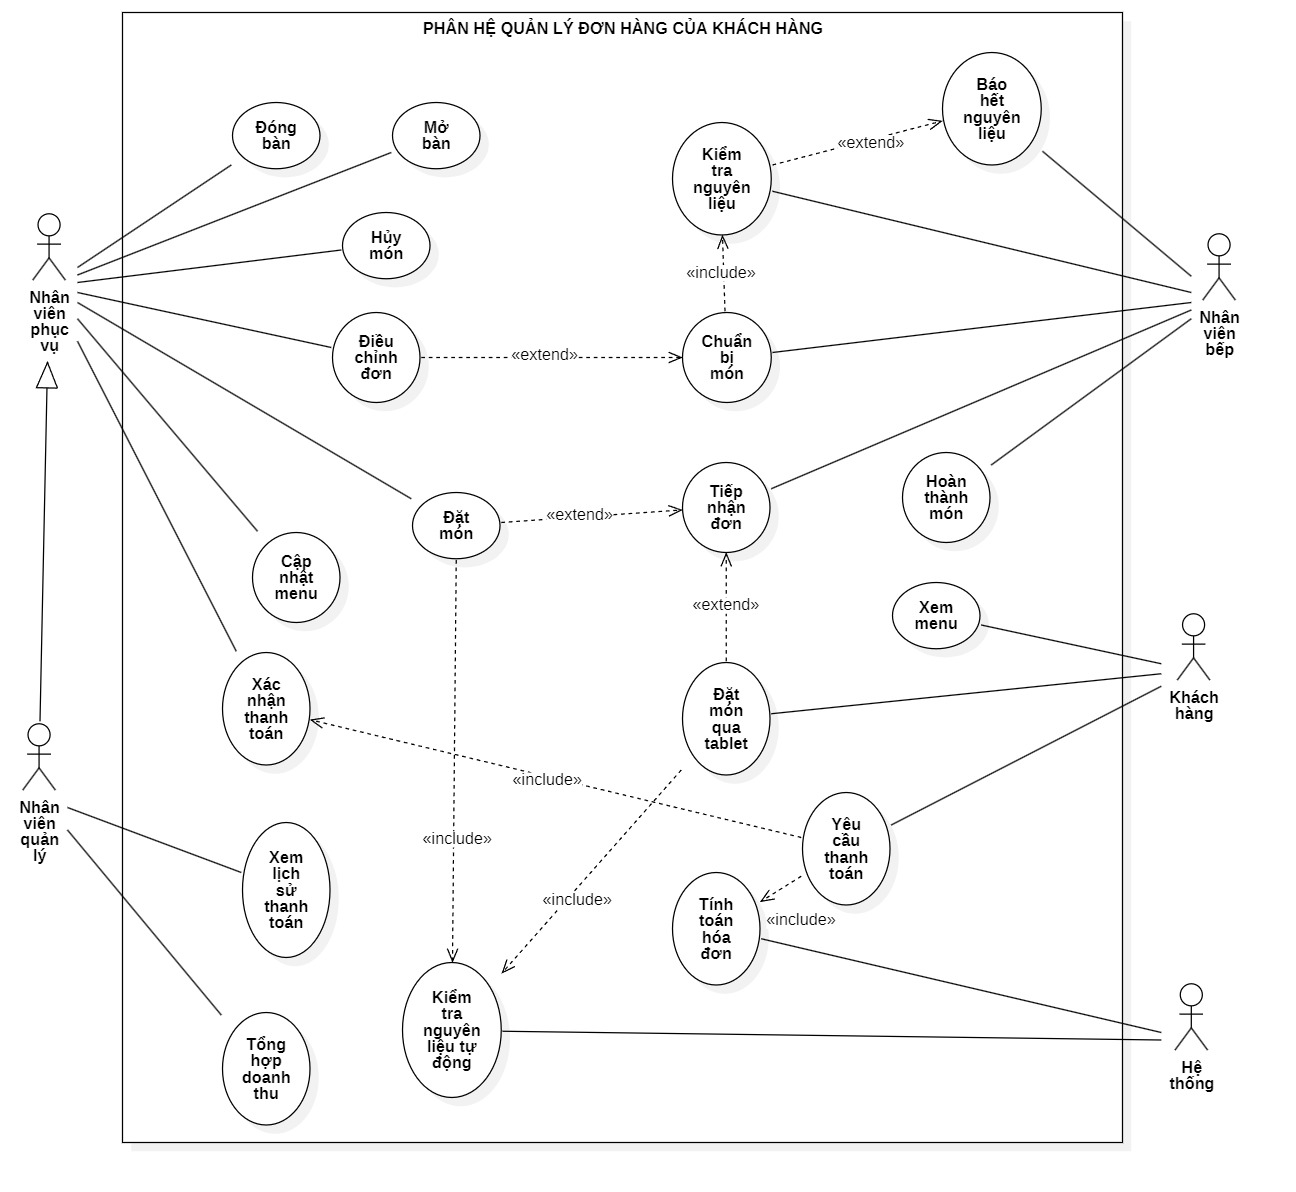 PHÂN HỆ QUẢN LÝ ĐƠN HÀNG CỦA KHÁCH HÀNG
Đóng
bàn
Mở
bàn
Hủy
món
Điều
chỉnh
đơn
Kiểm
tra
nguyên
liệu
«extend»
Báo
hết
nguyên
liệu
«include»
«extend»
Chuẩn
bị
món
Nhân
viên
phục
vụ
Nhân
viên
bếp
Đặt
món
«extend»
Tiếp
nhận
đơn
Hoàn
thành
món
Cập
nhật
menu
«extend»
Xem
menu
Xác
nhận
thanh
toán
Đặt
món
qua
tablet
Khách
hàng
Nhân
viên
quản
lý
«include»
«include»
Yêu
cầu
thanh
toán
Xem
lịch
sử
thanh
toán
«include»
Tính
toán
hóa
đơn
«include»
Kiểm
tra
nguyên
liệu tự
động
Tổng
hợp
doanh
thu
Hệ
thống